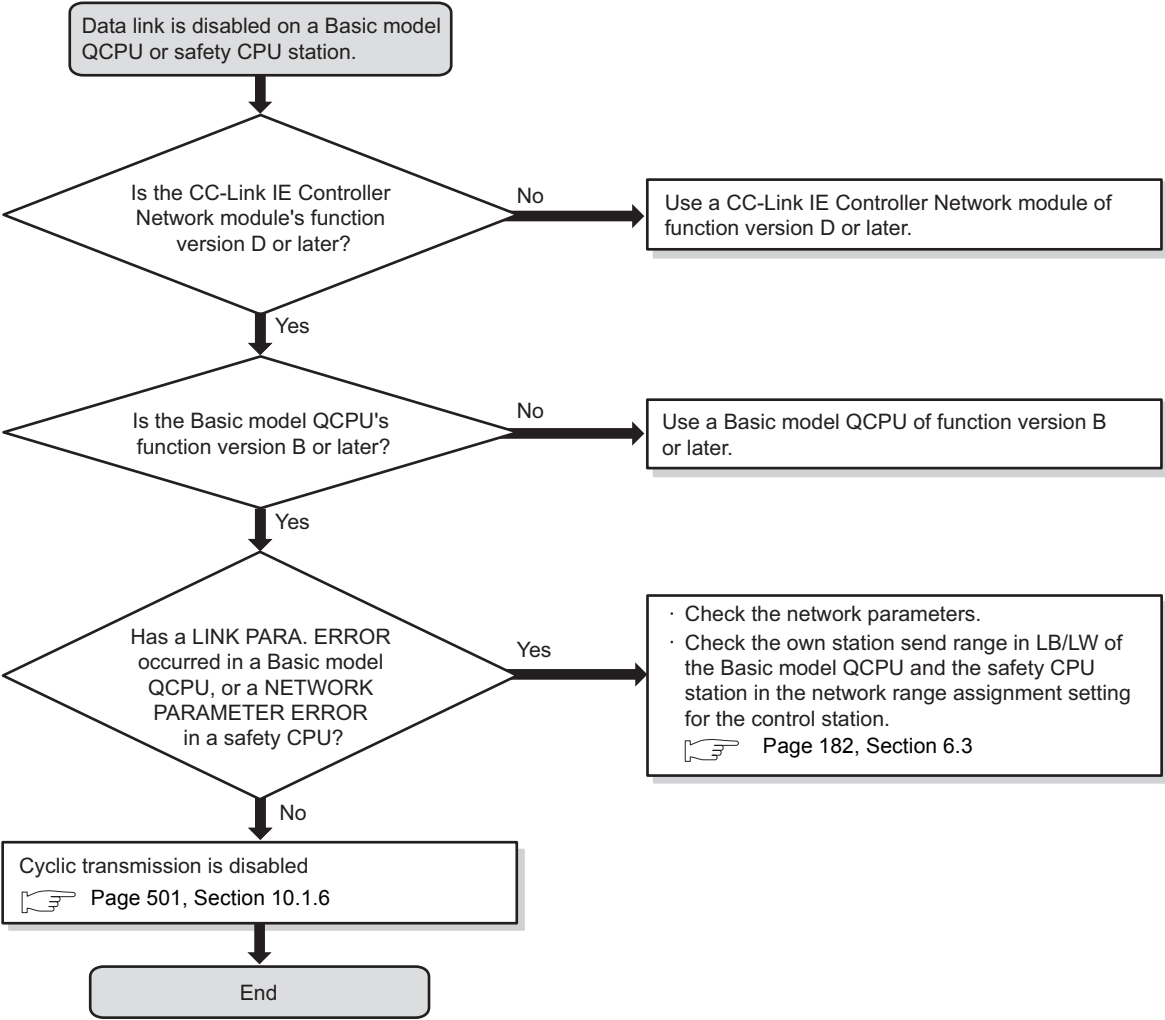 Data link is disabled on a Basic model
QCPU or safety CPU station.
Is the CC-Link IE Controller
Network module's function
version D or later?
No
Use a CC-Link IE Controller Network module of
function version D or later.
Yes
Is the Basic model QCPU's
function version B or later?
No
Use a Basic model QCPU of function version B
or later.
Yes
Has a LINK PARA. ERROR
occurred in a Basic model
QCPU, or a NETWORK
PARAMETER ERROR
in a safety CPU?
Yes
· Check the network parameters.
· Check the own station send range in LB/LW of
the Basic model QCPU and the safety CPU
station in the network range assignment setting
for the control station.
Page 182, Section 6.3
No
Cyclic transmission is disabled
Page 501, Section 10.1.6
End